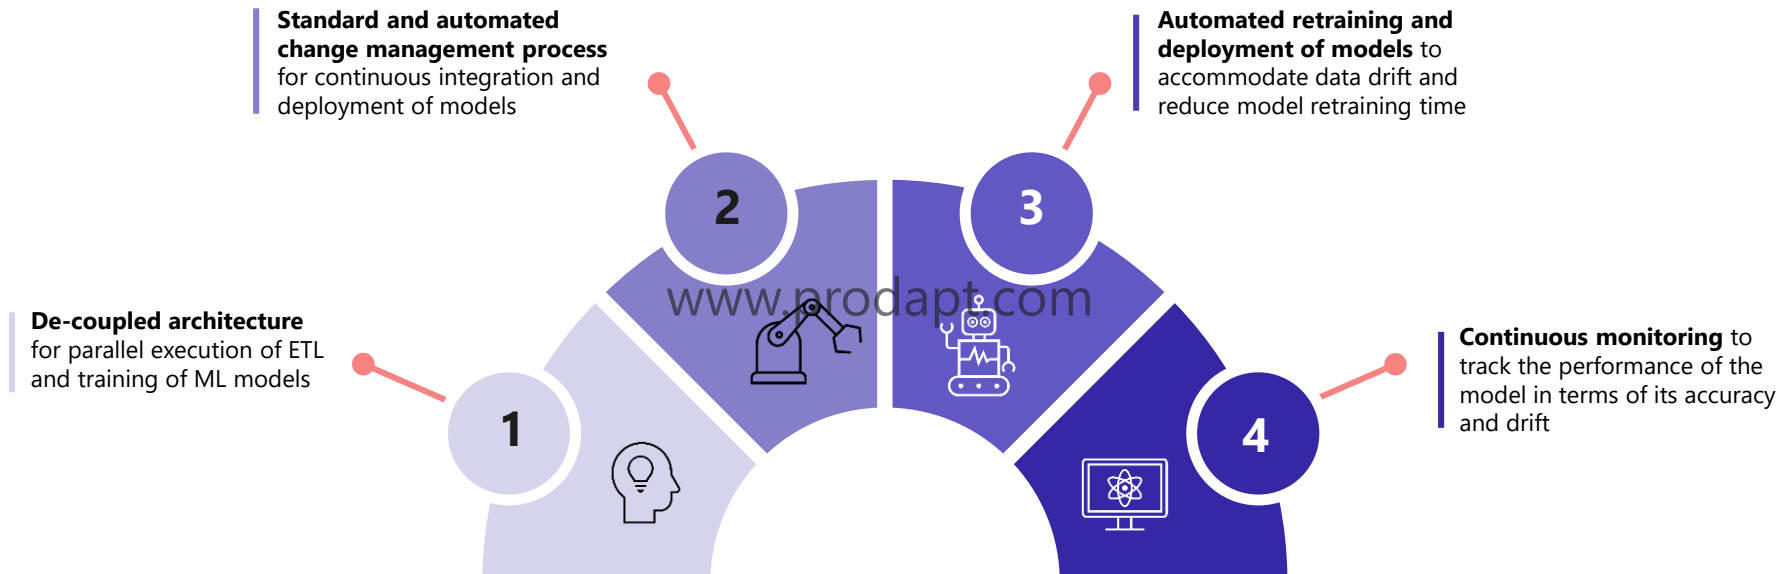 De-coupled architecture
for parallel execution of ETL
and training of ML models
1
Standard and automated
change management process
for continuous integration and
deployment of models
2
Automated retraining and
deployment of models to
accommodate data drift and
reduce model retraining time
3
Continuous monitoring to
track the performance of the
model in terms of its accuracy
and drift
4
www.prodapt.com